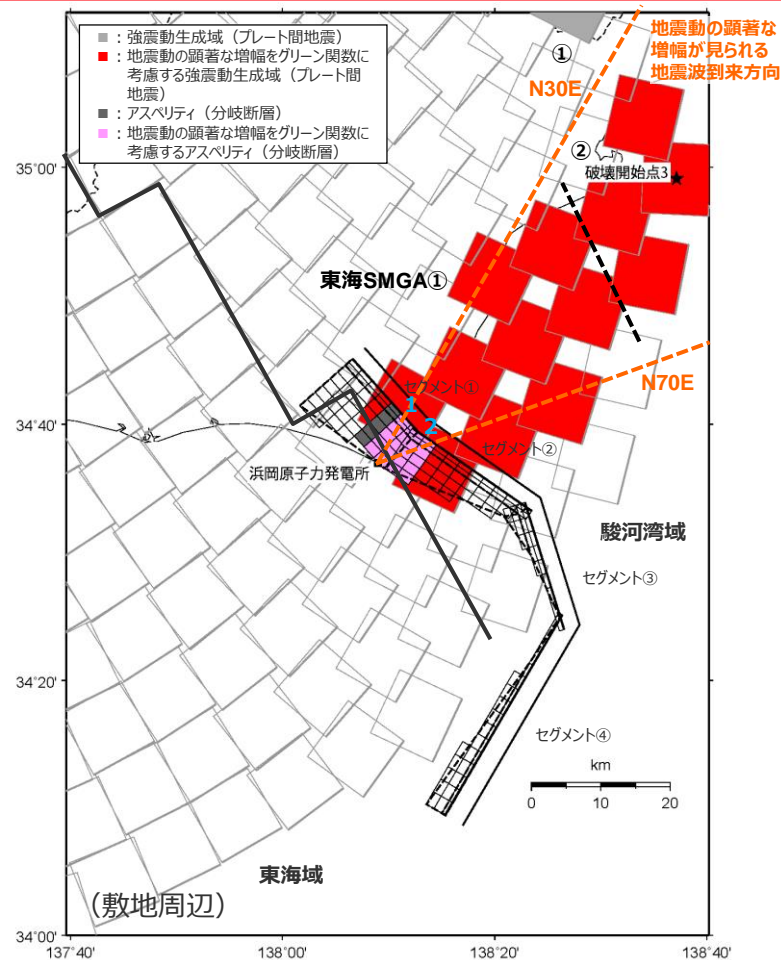 ■ ：強震動生成域（プレート間地震）
■ ：地震動の顕著な増幅をグリーン関数に
考慮する強震動生成域（プレート間
地震）
■ ：アスペリティ（分岐断層）
■ ：地震動の顕著な増幅をグリーン関数に
考慮するアスペリティ（分岐断層）
地震動の顕著な
増幅が見られる
地震波到来方向
①
N30E
②
破壊開始点3
35°00'
東海SMGA①
N70E
セグメント①
1
34°40'
2
セグメント②
浜岡原子力発電所
駿河湾域
セグメント③
34°20'
セグメント④
km
0 10 20
東海域
（敷地周辺）
34°00'
137°40' 138°00' 138°20' 138°40'